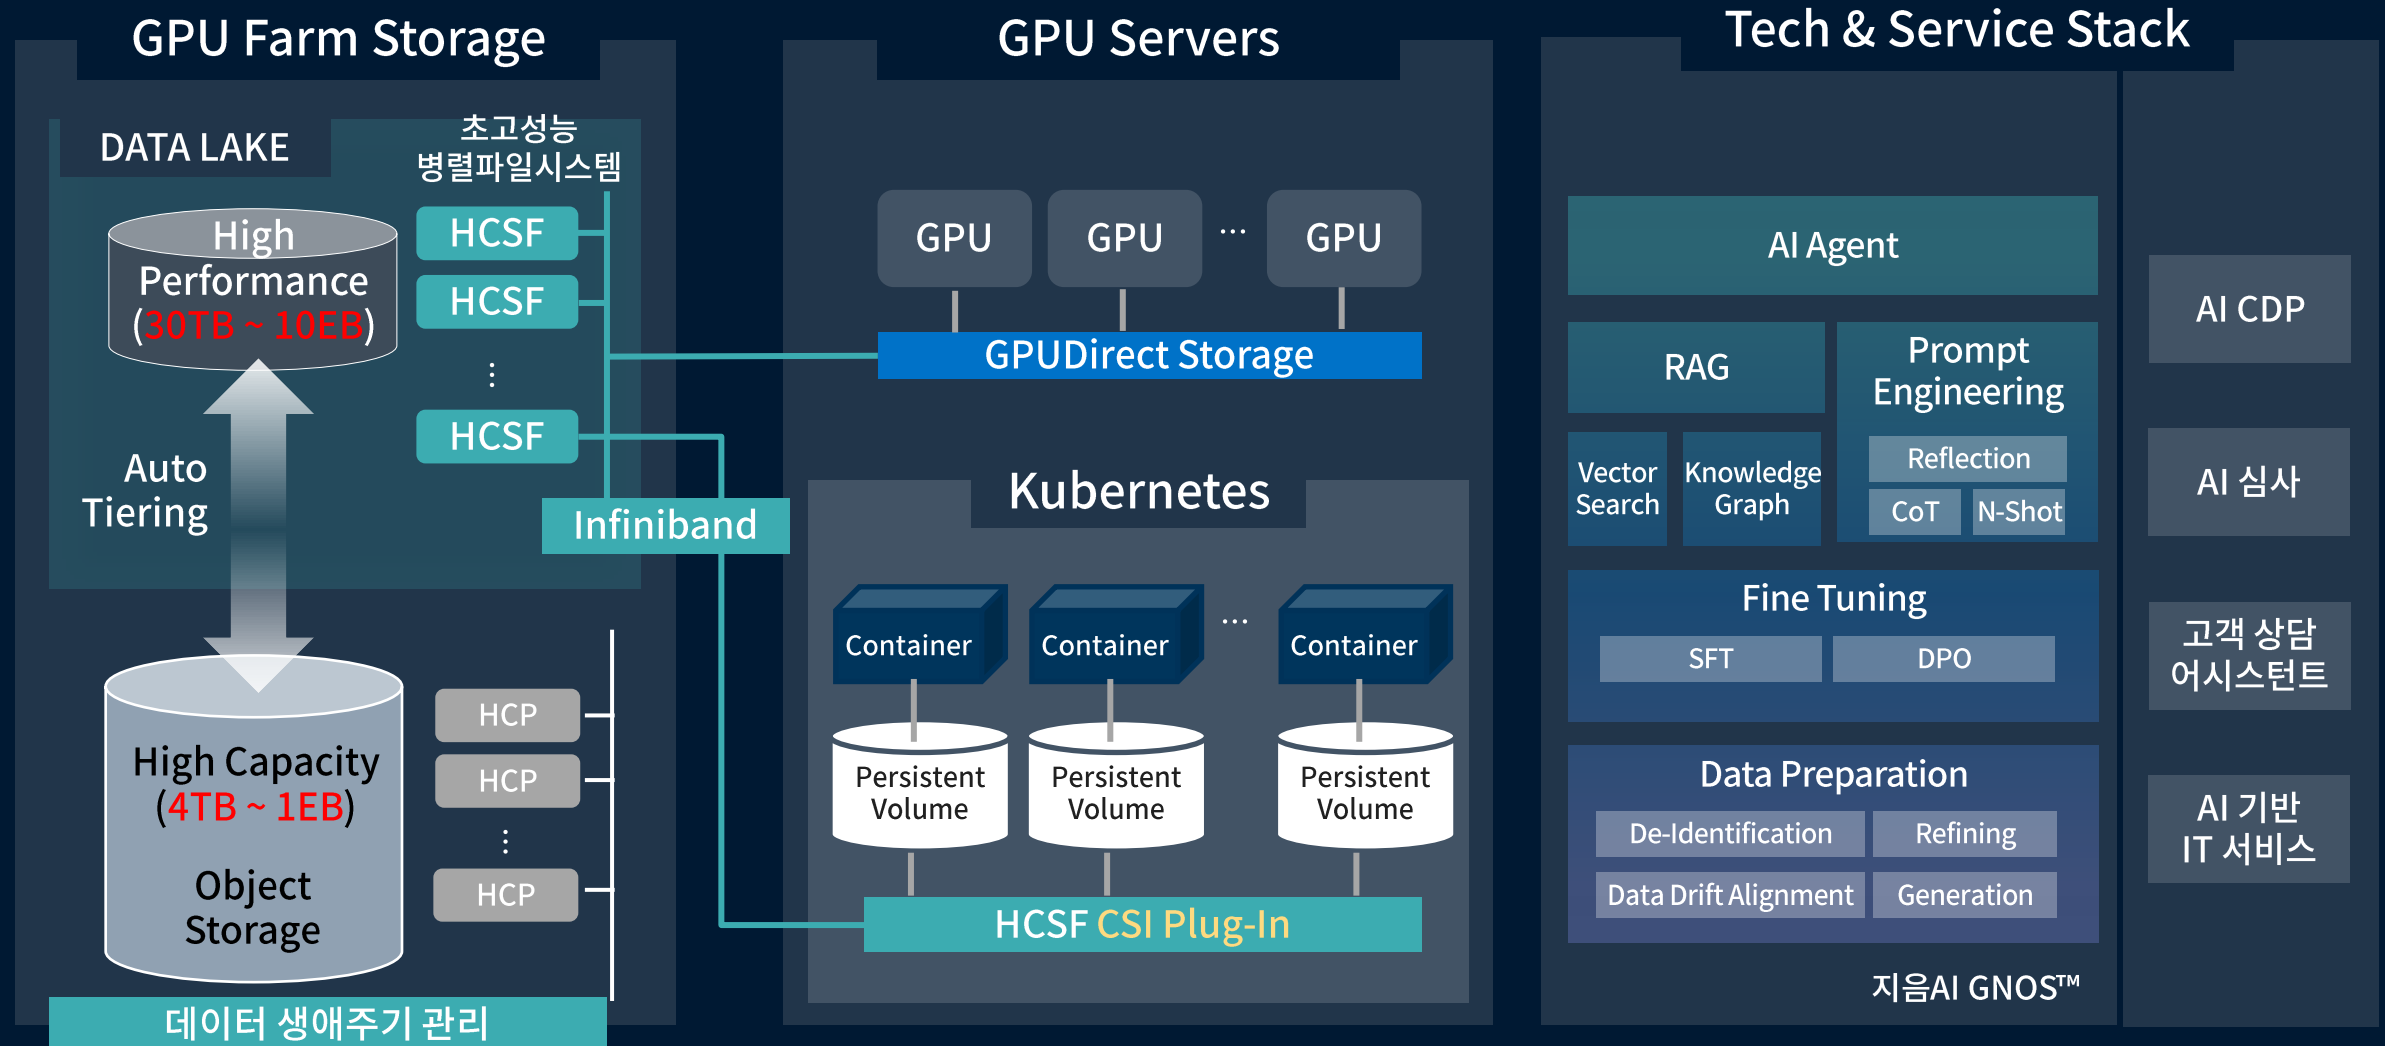 GPU Farm Storage
DATA LAKE
초고성능
병렬파일시스템
High
Performance
(30TB ~ 10EB)
HCSF
HCSF
⋮
HCSF
Auto
Tiering
Infiniband
High Capacity
(4TB ~ 1EB)
Object
Storage
HCP
HCP
⋮
HCP
데이터 생애주기 관리
GPU Servers
GPU
GPU
...
GPU
GPUDirect Storage
Kubernetes
Container
Container
...
Container
Persistent
Volume
Persistent
Volume
Persistent
Volume
HCSF CSI Plug-In
Tech & Service Stack
AI Agent
RAG
Vector
Search
Knowledge
Graph
Prompt
Engineering
Reflection
CoT
N-Shot
Fine Tuning
SFT
DPO
Data Preparation
De-Identification
Refining
Data Drift Alignment
Generation
지음AI GNOS™
AI CDP
AI 심사
고객 상담
어시스턴트
AI 기반
IT 서비스